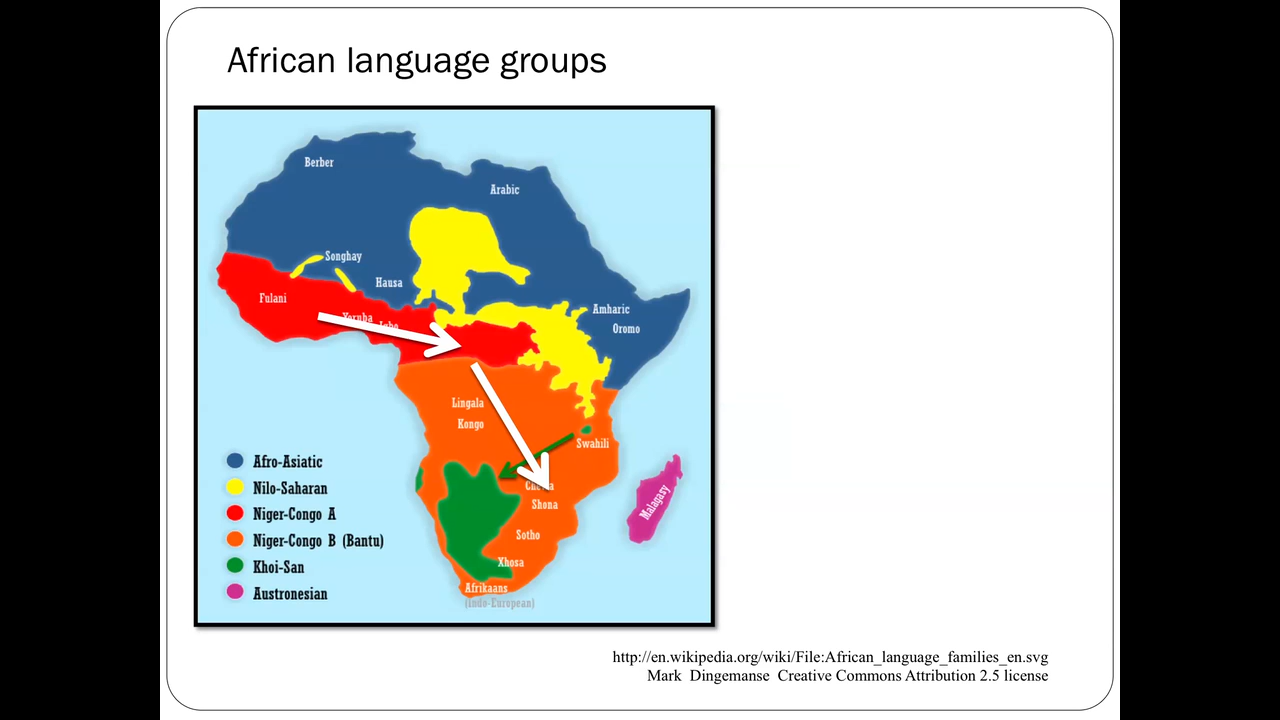 African language groups
Berber
Arabic
Songhay
Hausa
Fulani
Yoruba
Igbo
Amharic
Oromo
Lingala
Kongo
Swahili
Shona
Malagasy
Sotho
Xhosa
Afrikaans
(Indo-European)
Afro-Asiatic
Nilo-Saharan
Niger-Congo A
Niger-Congo B (Bantu)
Khoi-San
Austronesian
http://en.wikipedia.org/wiki/File:African_language_families_en.svg
Mark Dingemanse Creative Commons Attribution 2.5 license